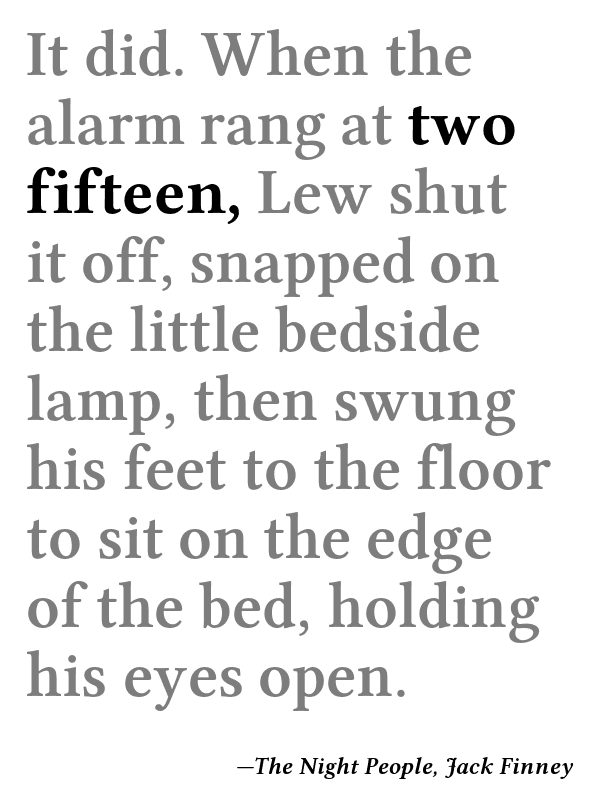 It did. When the
alarm rang at two
fifteen, Lew shut
it off, snapped on
the little bedside
lamp, then swung
his feet to the floor
to sit on the edge
of the bed, holding
his eyes open.
—The Night People, Jack Finney